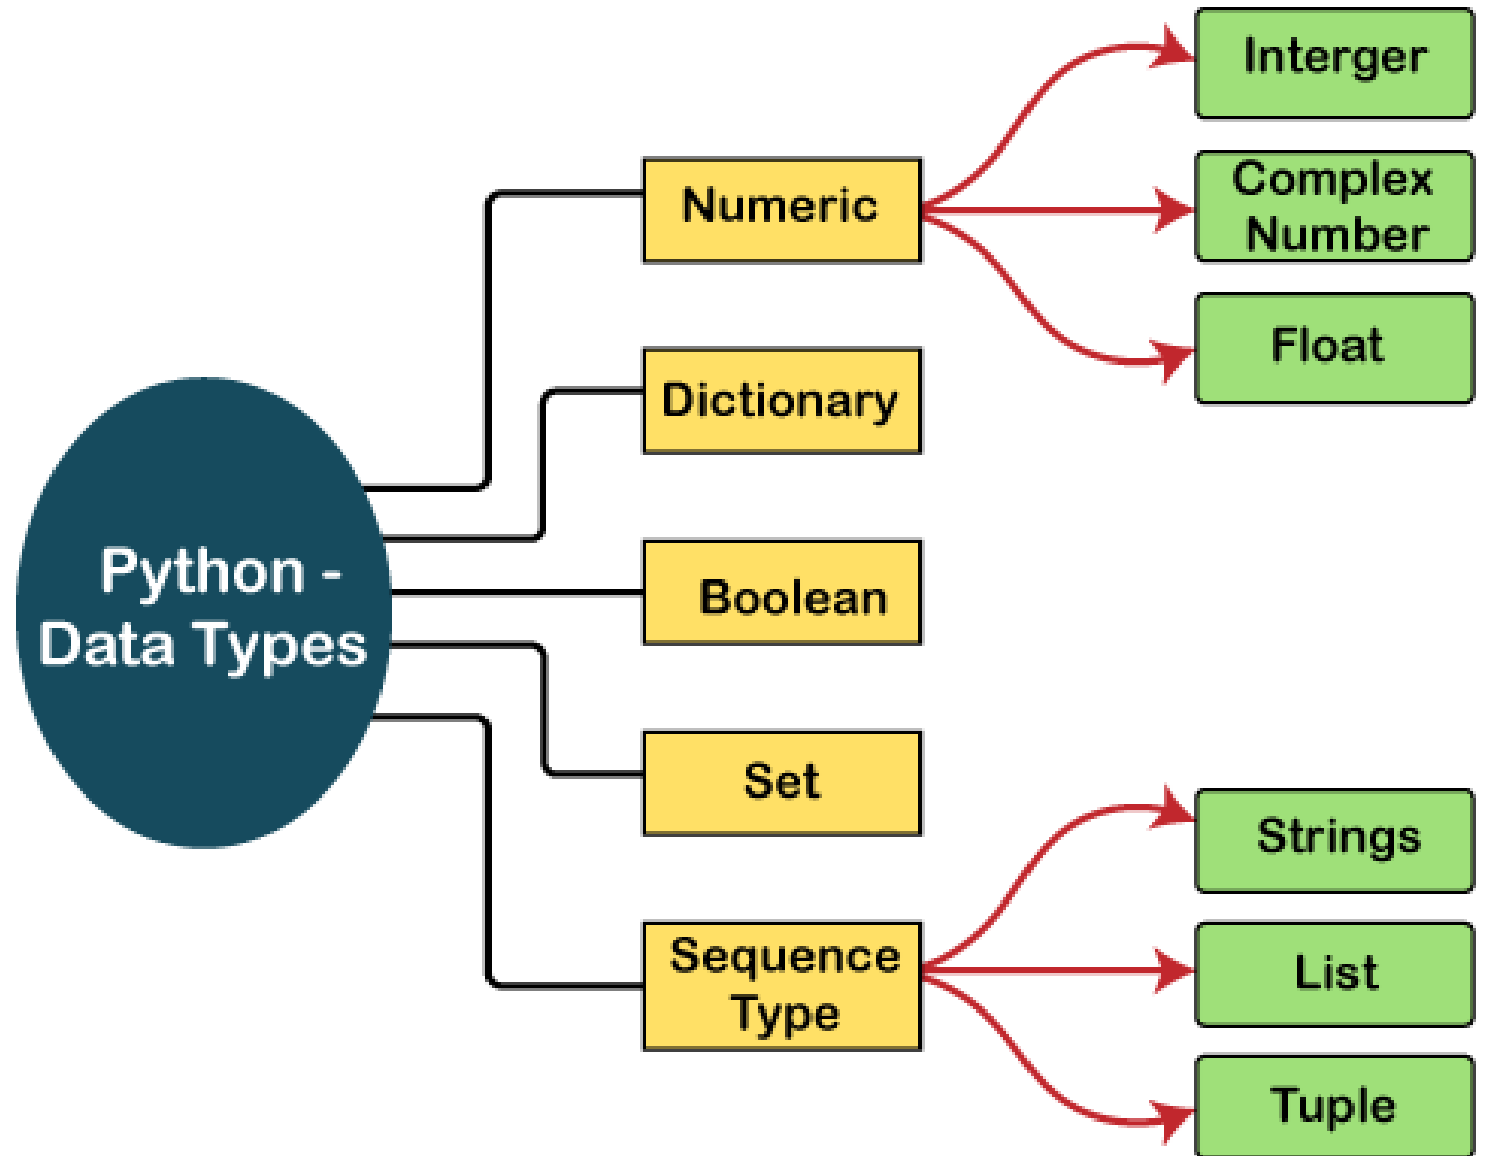 Python -
Data Types
Numeric
Dictionary
Boolean
Set
Sequence
Type
Interger
Complex
Number
Float
Strings
List
Tuple